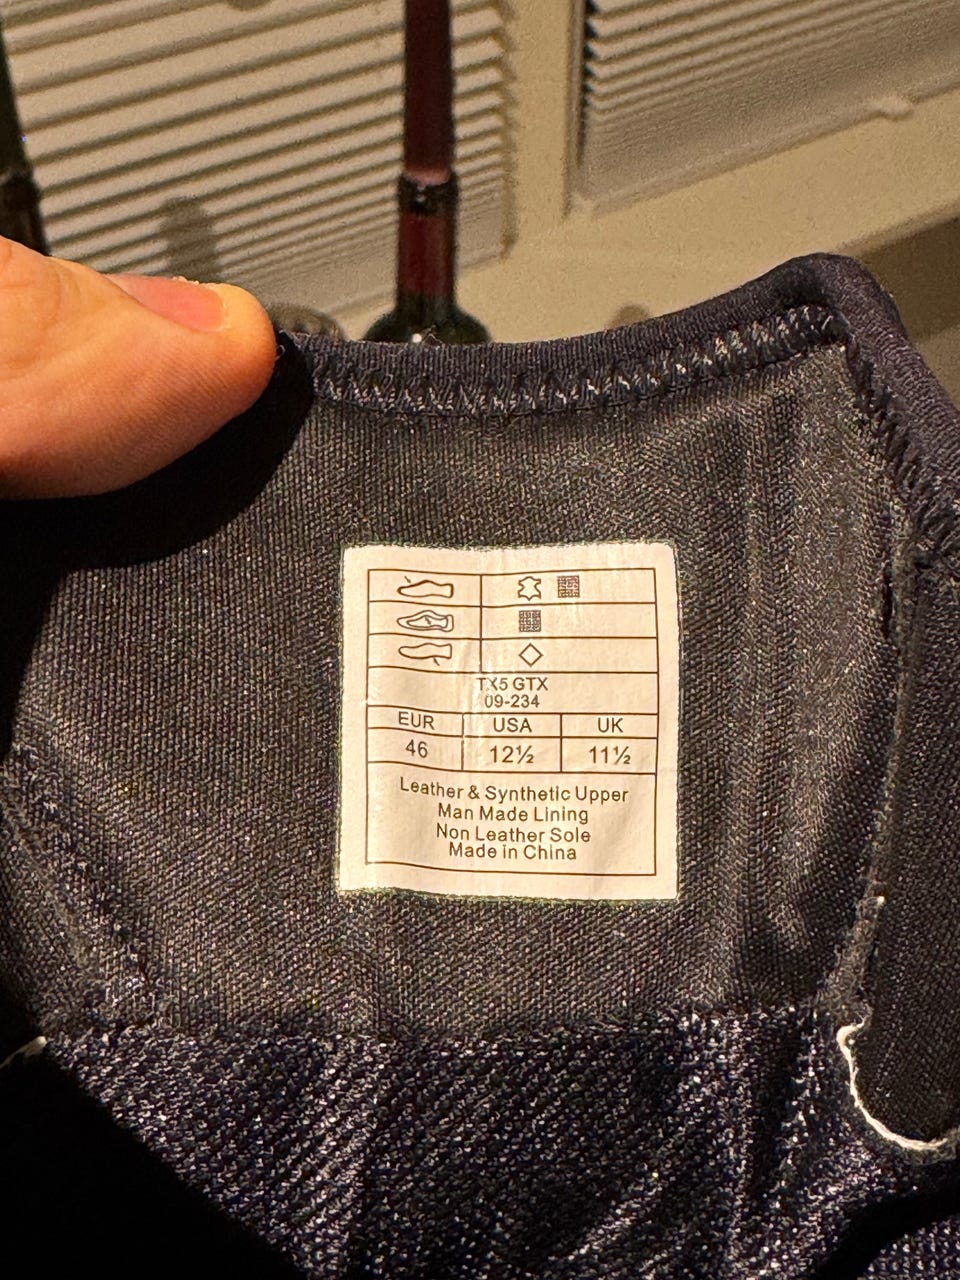 TX5 GTX
09-234
EUR USA UK
46 12½ 11½
Leather & Synthetic Upper
Man Made Lining
Non Leather Sole
Made in China